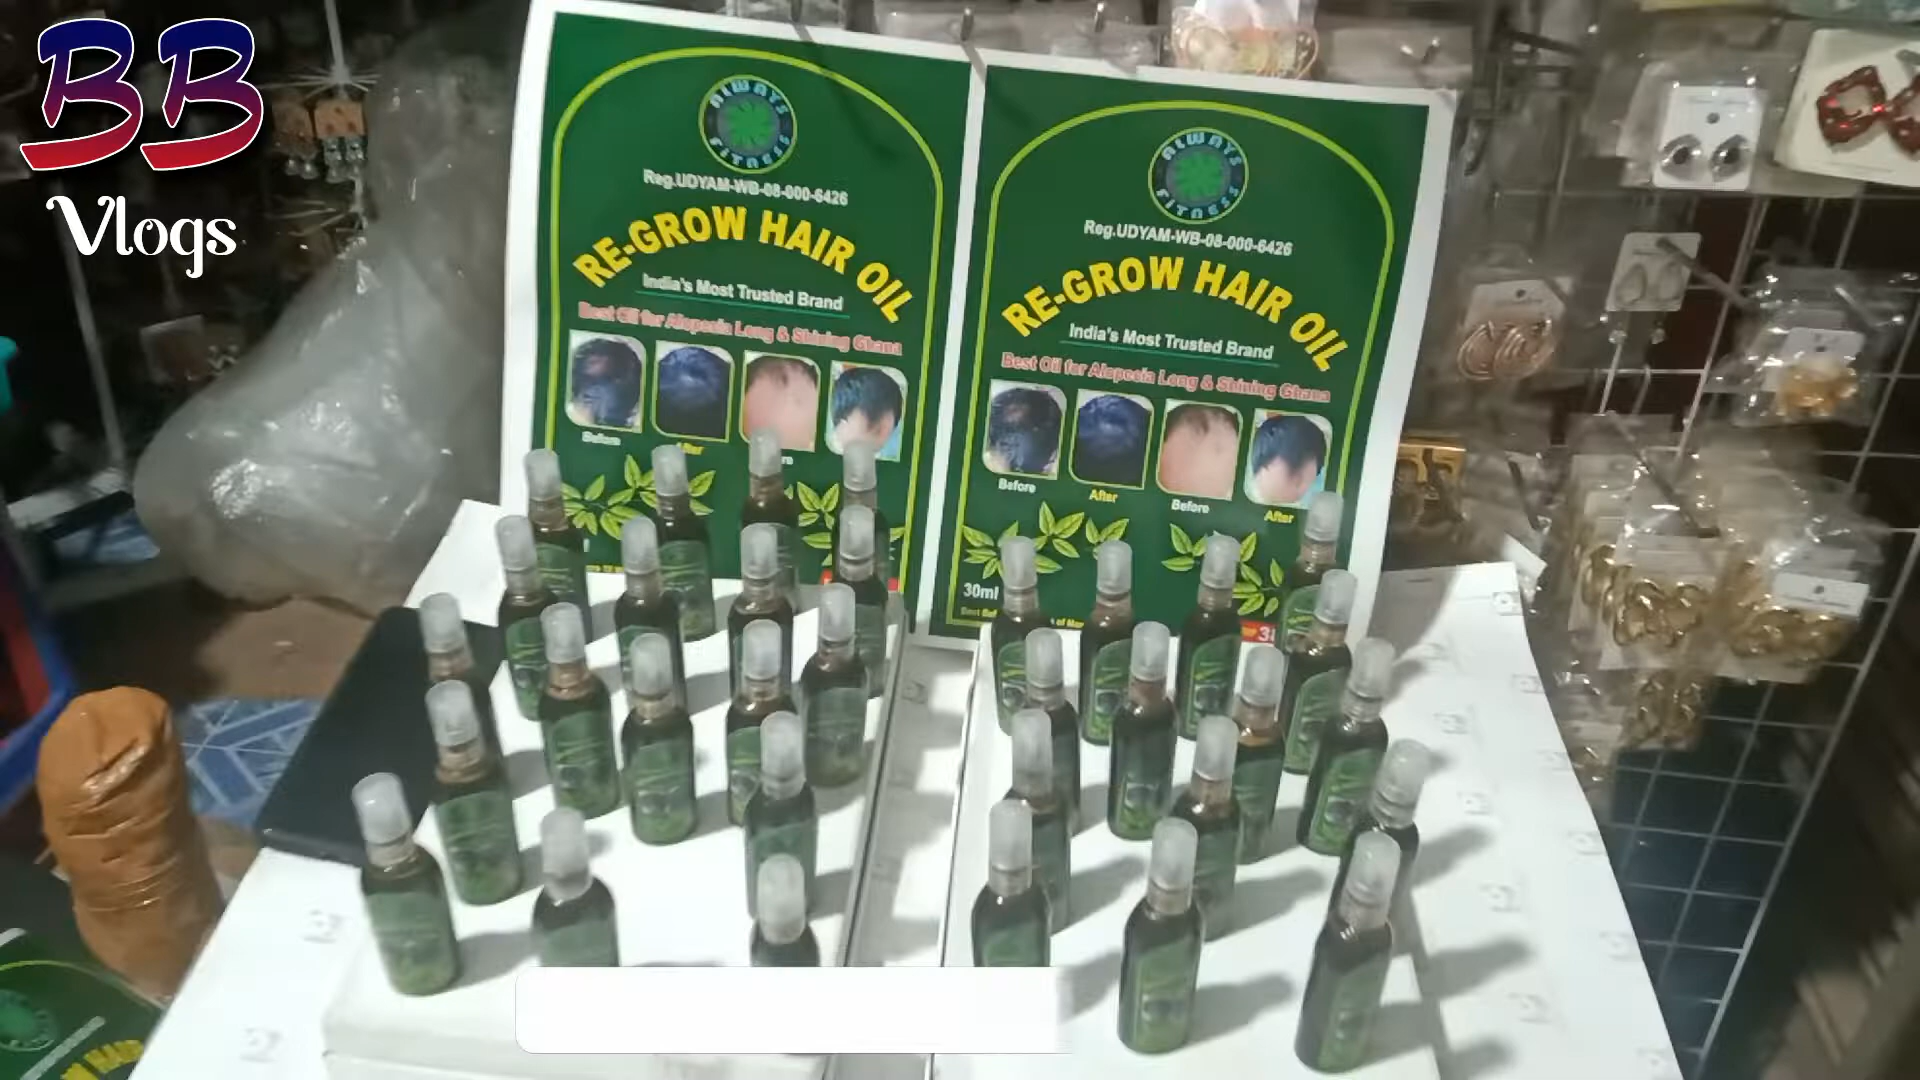 BB
Vlogs
ALWAYS
FITNESS
Reg.UDYAM-WB-08-000-6426
RE-GROW HAIR OIL
India's Most Trusted Brand
Best Oil for Alopecia Long & Shining Ghana
Before
After
ALWAYS
FITNESS
Reg.UDYAM-WB-08-000-6426
RE-GROW HAIR OIL
India's Most Trusted Brand
Best Oil for Alopecia Long & Shining Ghana
Before
After
Before
After
30ml
HAIR